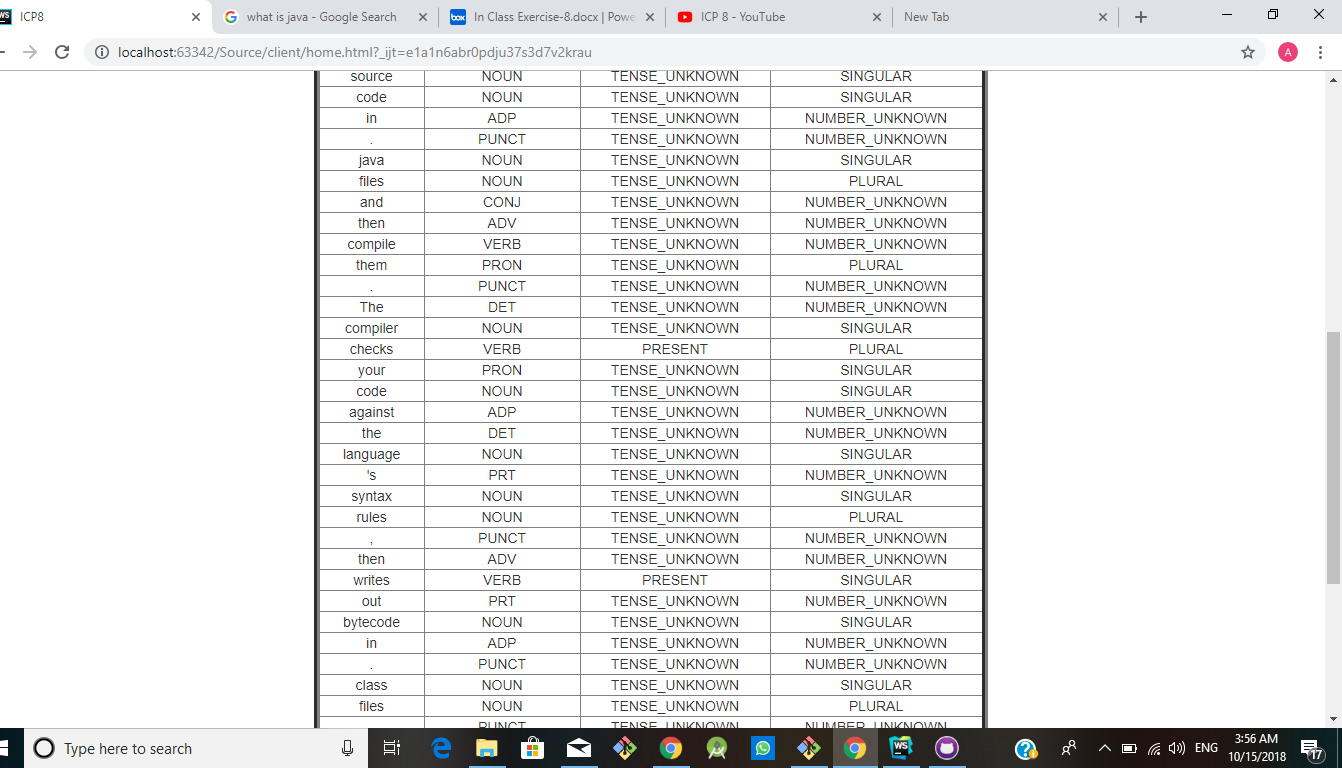 ICP8 what is java - Google Search In Class Exercise-8.docx | Powe ICP 8 - YouTube New Tab
localhost:63342/Source/client/home.html?_ijt=e1a1n6abr0pdju37s3d7v2krau A
source NOUN TENSE_UNKNOWN SINGULAR
code NOUN TENSE_UNKNOWN SINGULAR
in ADP TENSE_UNKNOWN NUMBER_UNKNOWN
. PUNCT TENSE_UNKNOWN NUMBER_UNKNOWN
java NOUN TENSE_UNKNOWN SINGULAR
files NOUN TENSE_UNKNOWN PLURAL
and CONJ TENSE_UNKNOWN NUMBER_UNKNOWN
then ADV TENSE_UNKNOWN NUMBER_UNKNOWN
compile VERB TENSE_UNKNOWN NUMBER_UNKNOWN
them PRON TENSE_UNKNOWN PLURAL
. PUNCT TENSE_UNKNOWN NUMBER_UNKNOWN
The DET TENSE_UNKNOWN NUMBER_UNKNOWN
compiler NOUN TENSE_UNKNOWN SINGULAR
checks VERB PRESENT PLURAL
your PRON TENSE_UNKNOWN SINGULAR
code NOUN TENSE_UNKNOWN SINGULAR
against ADP TENSE_UNKNOWN NUMBER_UNKNOWN
the DET TENSE_UNKNOWN NUMBER_UNKNOWN
language NOUN TENSE_UNKNOWN SINGULAR
's PRT TENSE_UNKNOWN NUMBER_UNKNOWN
syntax NOUN TENSE_UNKNOWN SINGULAR
rules NOUN TENSE_UNKNOWN PLURAL
, PUNCT TENSE_UNKNOWN NUMBER_UNKNOWN
then ADV TENSE_UNKNOWN NUMBER_UNKNOWN
writes VERB PRESENT SINGULAR
out PRT TENSE_UNKNOWN NUMBER_UNKNOWN
bytecode NOUN TENSE_UNKNOWN SINGULAR
in ADP TENSE_UNKNOWN NUMBER_UNKNOWN
. PUNCT TENSE_UNKNOWN NUMBER_UNKNOWN
class NOUN TENSE_UNKNOWN SINGULAR
files NOUN TENSE_UNKNOWN PLURAL
PUNCT TENSE_UNKNOWN NUMBER_UNKNOWN
Type here to search ENG 3:56 AM
10/15/2018 17